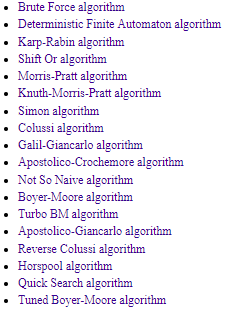 Brute Force algorithm
Deterministic Finite Automaton algorithm
Karp-Rabin algorithm
Shift Or algorithm
Morris-Pratt algorithm
Knuth-Morris-Pratt algorithm
Simon algorithm
Colussi algorithm
Galil-Giancarlo algorithm
Apostolico-Crochemore algorithm
Not So Naive algorithm
Boyer-Moore algorithm
Turbo BM algorithm
Apostolico-Giancarlo algorithm
Reverse Colussi algorithm
Horspool algorithm
Quick Search algorithm
Tuned Boyer-Moore algorithm